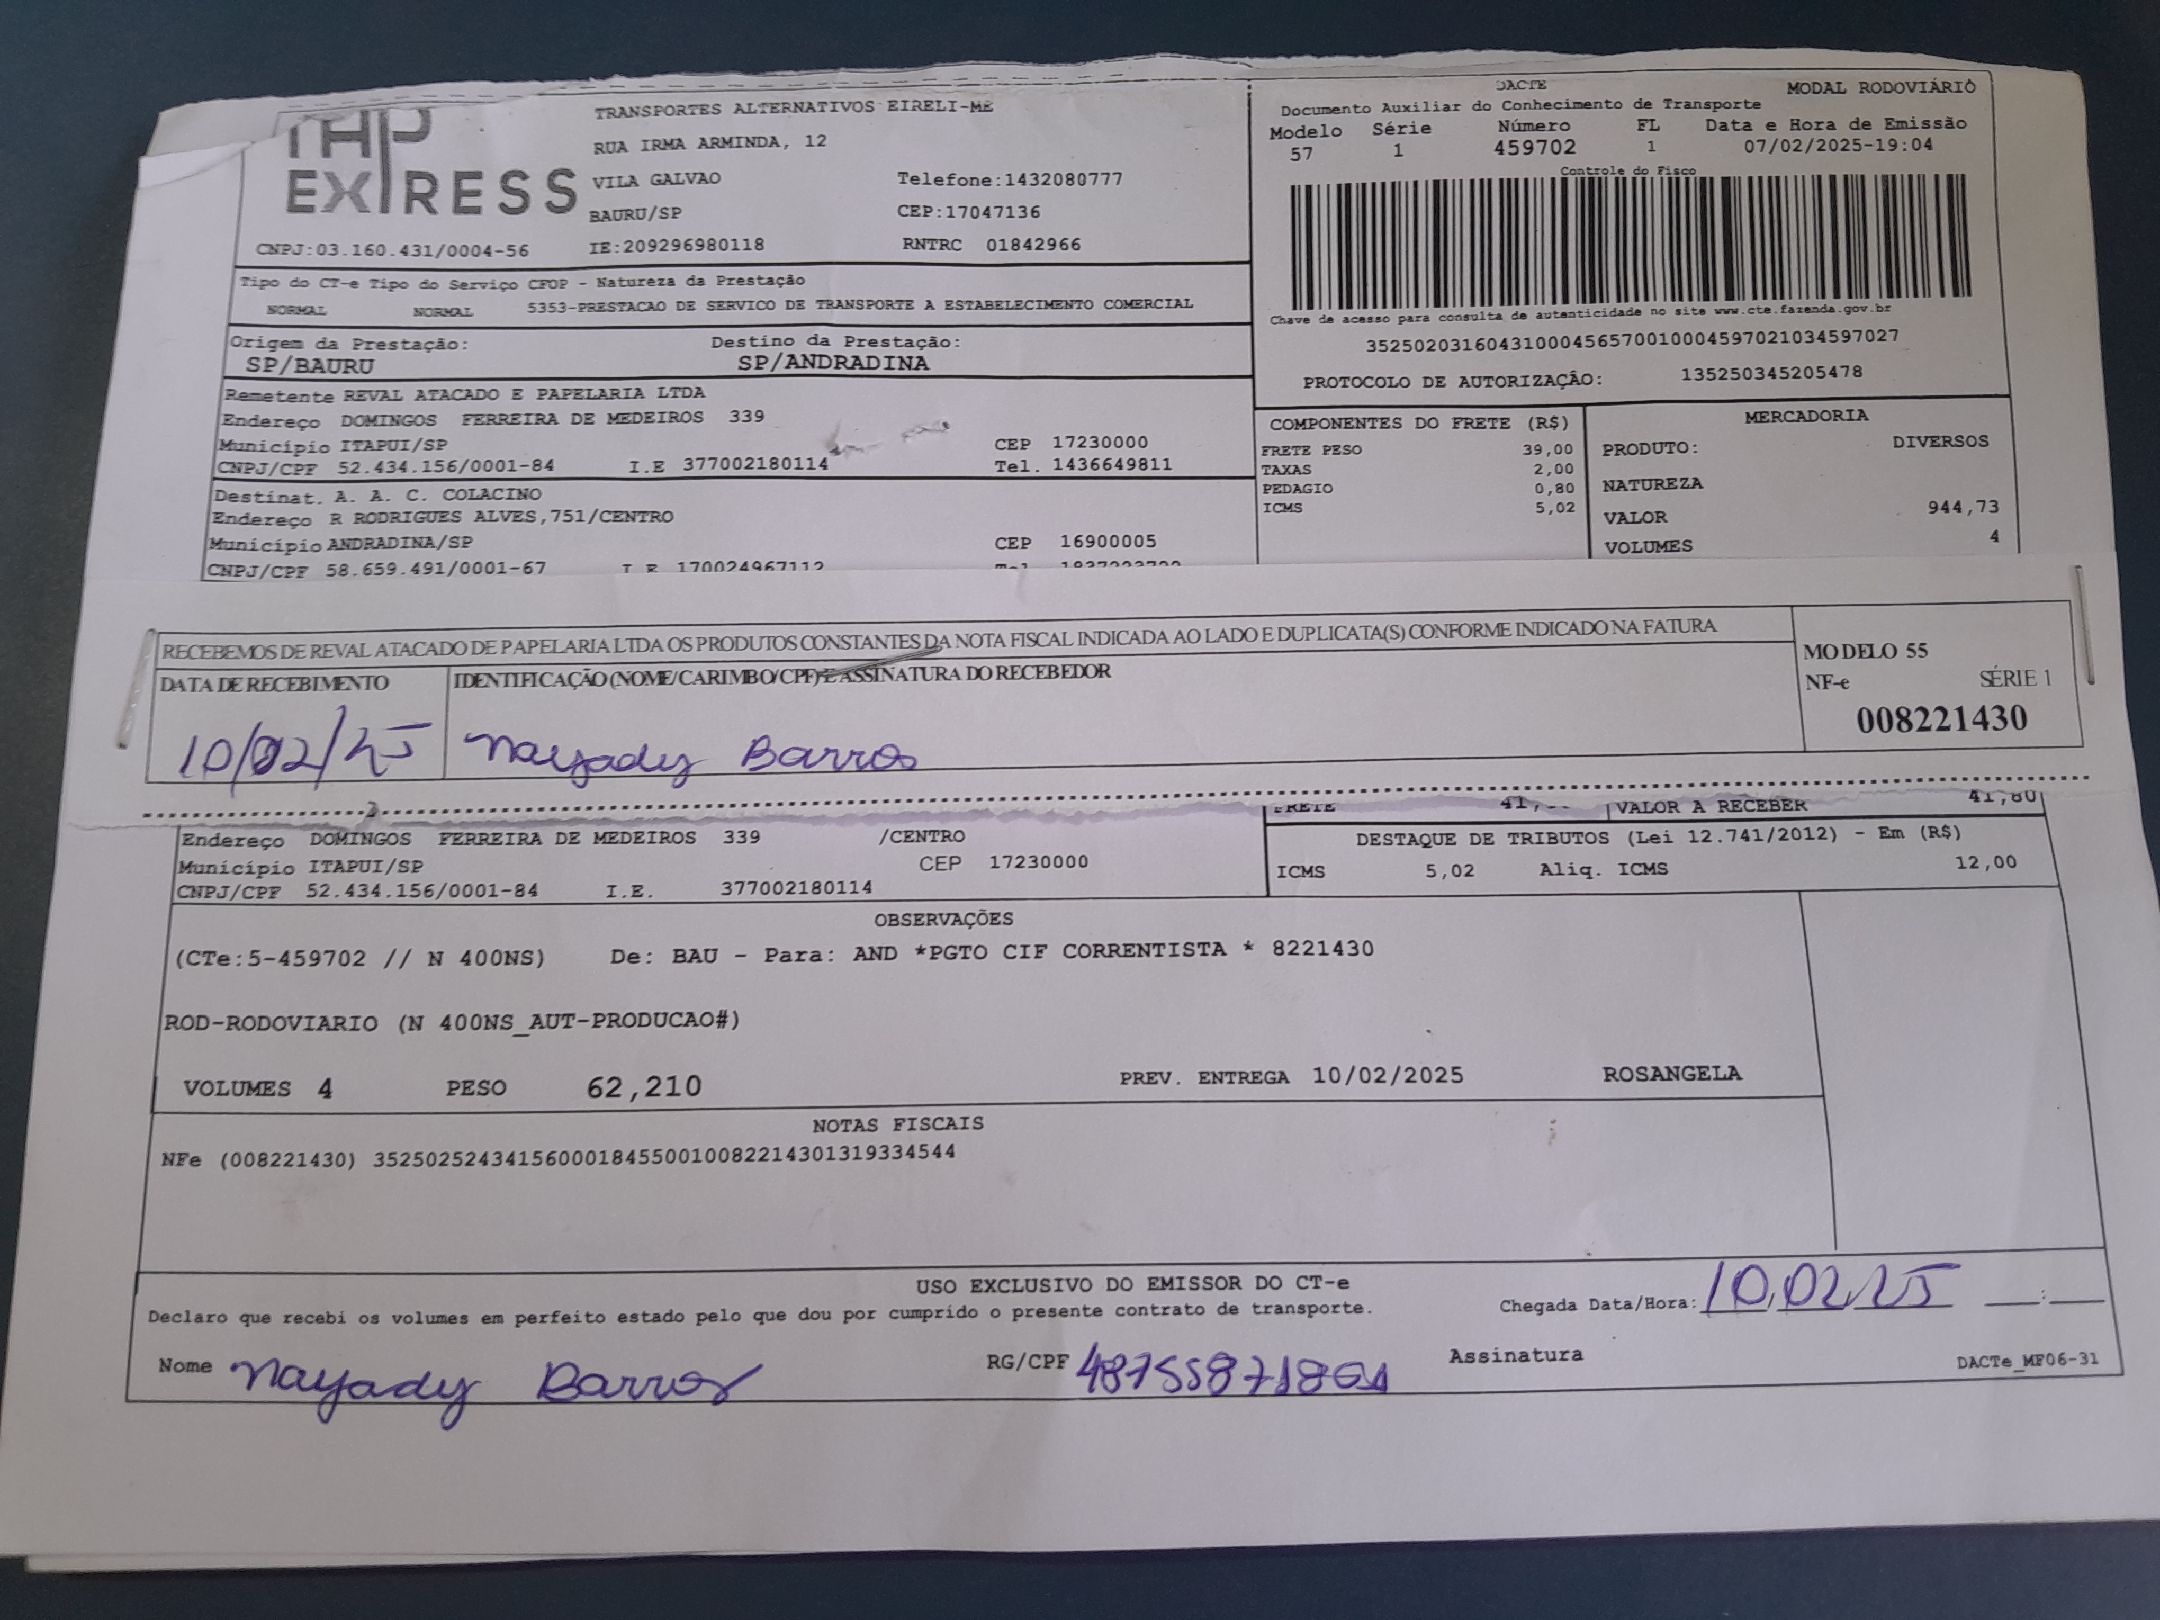 TAP
EXPRESS
TRANSPORTES ALTERNATIVOS EIRELI-ME
RUA IRMA ARMINDA, 12
VILA GALVAO Telefone:1432080777
BAURU/SP CEP:17047136
CNPJ:03.160.431/0004-56 IE:209296980118 RNTRC 01842966
DACTE MODAL RODOVIÁRIO
Documento Auxiliar do Conhecimento de Transporte
Modelo Série Número FL Data e Hora de Emissão
57 1 459702 1 07/02/2025-19:04
Controle do Fisco
Chave de acesso para consulta de autenticidade no site www.cte.fazenda.gov.br
35250203160431000456570010004597021034597027
PROTOCOLO DE AUTORIZAÇÃO: 135250345205478
Tipo do CT-e Tipo do Serviço CFOP - Natureza da Prestação
NORMAL NORMAL 5353-PRESTACAO DE SERVICO DE TRANSPORTE A ESTABELECIMENTO COMERCIAL
Origem da Prestação: Destino da Prestação:
SP/BAURU SP/ANDRADINA
Remetente REVAL ATACADO E PAPELARIA LTDA
Endereço DOMINGOS FERREIRA DE MEDEIROS 339
Município ITAPUI/SP CEP 17230000
CNPJ/CPF 52.434.156/0001-84 I.E 377002180114 Tel. 1436649811
Destinat. A. A. C. COLACINO
Endereço R RODRIGUES ALVES,751/CENTRO
Município ANDRADINA/SP CEP 16900005
CNPJ/CPF 58.659.491/0001-67 I E 170024967112
COMPONENTES DO FRETE (R$)
FRETE PESO 39,00
TAXAS 2,00
PEDAGIO 0,80
ICMS 5,02
MERCADORIA
PRODUTO: DIVERSOS
NATUREZA
VALOR 944,73
VOLUMES 4
RECEBEMOS DE REVAL ATACADO DE PAPELARIA LTDA OS PRODUTOS CONSTANTES DA NOTA FISCAL INDICADA AO LADO E DUPLICATA(S) CONFORME INDICADO NA FATURA
DATA DE RECEBIMENTO IDENTIFICAÇÃO (NOME/CARIMBO/CPF) E ASSINATURA DO RECEBEDOR
10/02/25 Nayady Barros
MODELO 55
NF-e SÉRIE 1
008221430
FRETE 41, VALOR A RECEBER 41,80
Endereço DOMINGOS FERREIRA DE MEDEIROS 339 /CENTRO
Município ITAPUI/SP CEP 17230000
CNPJ/CPF 52.434.156/0001-84 I.E. 377002180114
DESTAQUE DE TRIBUTOS (Lei 12.741/2012) - Em (R$)
ICMS 5,02 Aliq. ICMS 12,00
OBSERVAÇÕES
(CTe:5-459702 // N 400NS) De: BAU - Para: AND *PGTO CIF CORRENTISTA * 8221430
ROD-RODOVIARIO (N 400NS_AUT-PRODUCAO#)
VOLUMES 4 PESO 62,210 PREV. ENTREGA 10/02/2025 ROSANGELA
NOTAS FISCAIS
NFe (008221430) 35250252434156000184550010082214301319334544
USO EXCLUSIVO DO EMISSOR DO CT-e
Declaro que recebi os volumes em perfeito estado pelo que dou por cumprido o presente contrato de transporte. Chegada Data/Hora: 10,02,25 __:__
Nome Nayady Barros RG/CPF Assinatura DACTe_MF06-31